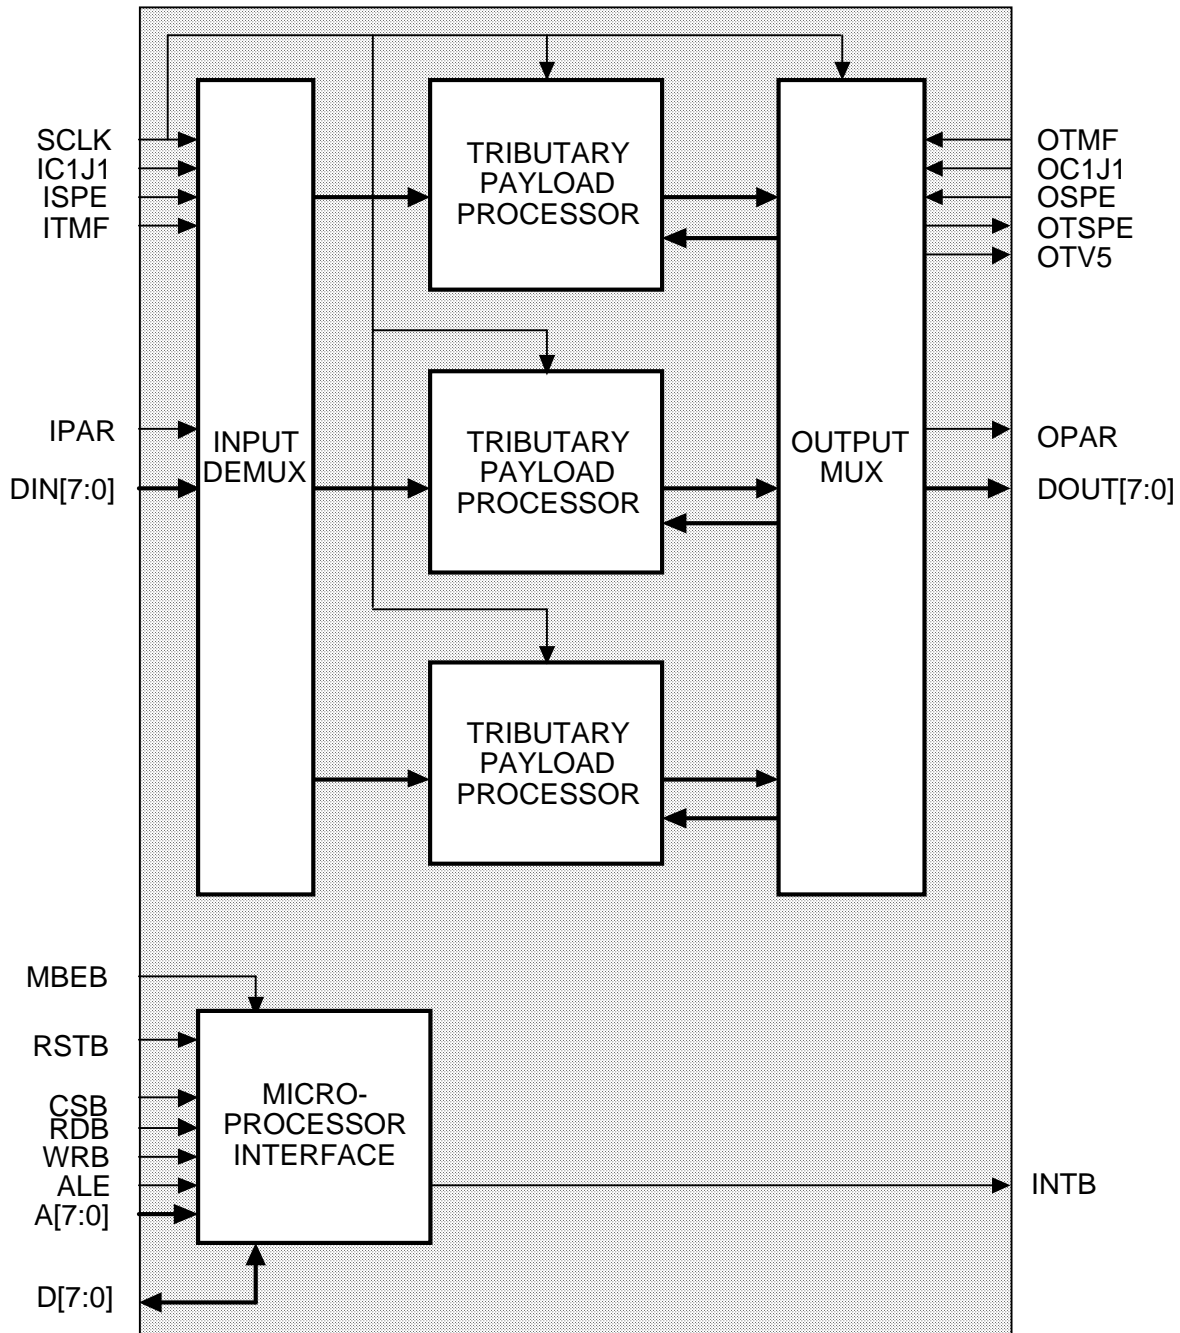 SCLK
IC1J1
ISPE
ITMF
IPAR
DIN[7:0]
INPUT
DEMUX
TRIBUTARY
PAYLOAD
PROCESSOR
TRIBUTARY
PAYLOAD
PROCESSOR
TRIBUTARY
PAYLOAD
PROCESSOR
OUTPUT
MUX
OTMF
OC1J1
OSPE
OTSPE
OTV5
OPAR
DOUT[7:0]
MBEB
RSTB
CSB
RDB
WRB
ALE
A[7:0]
D[7:0]
MICRO-
PROCESSOR
INTERFACE
INTB